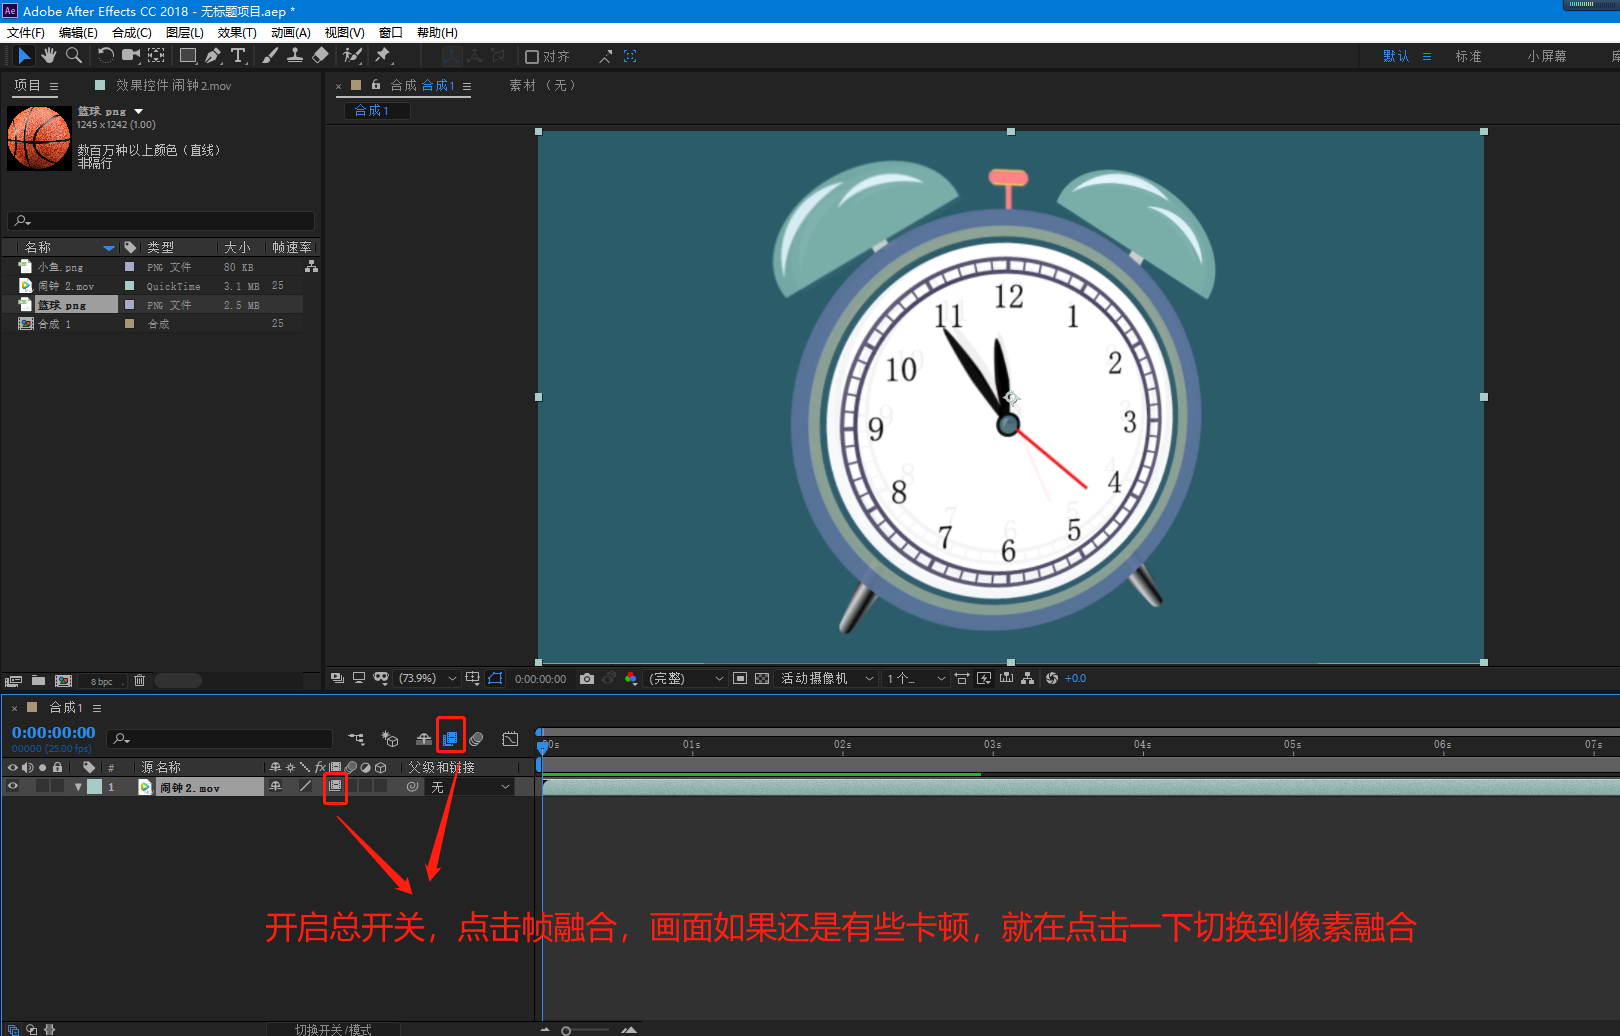 Ae Adobe After Effects CC 2018 - 无标题项目.aep *
文件(F) 编辑(E) 合成(C) 图层(L) 效果(T) 动画(A) 视图(V) 窗口 帮助(H)
对齐 默认 标准 小屏幕
项目 效果控件 闹钟 2.mov
合成 合成 1 素材 （无）
合成 1
篮球.png
1245 x 1242 (1.00)
数百万种以上颜色（直线）
非隔行
名称 类型 大小 帧速率
小鱼.png PNG 文件 80 KB
闹钟 2.mov QuickTime 3.1 MB 25
篮球.png PNG 文件 2.5 MB
合成 1 合成 25
12
11 1
10 2
9 3
8 4
7 5
6
8 bpc
(73.9%) 0:00:00:00 (完整) 活动摄像机 1 个... +0.0
合成 1
0:00:00:00
00000 (25.00 fps)
00s 01s 02s 03s 04s 05s 06s 07s
# 源名称 fx 父级和链接
1 闹钟 2.mov 无
开启总开关，点击帧融合，画面如果还是有些卡顿，就在点击一下切换到像素融合
切换开关/模式